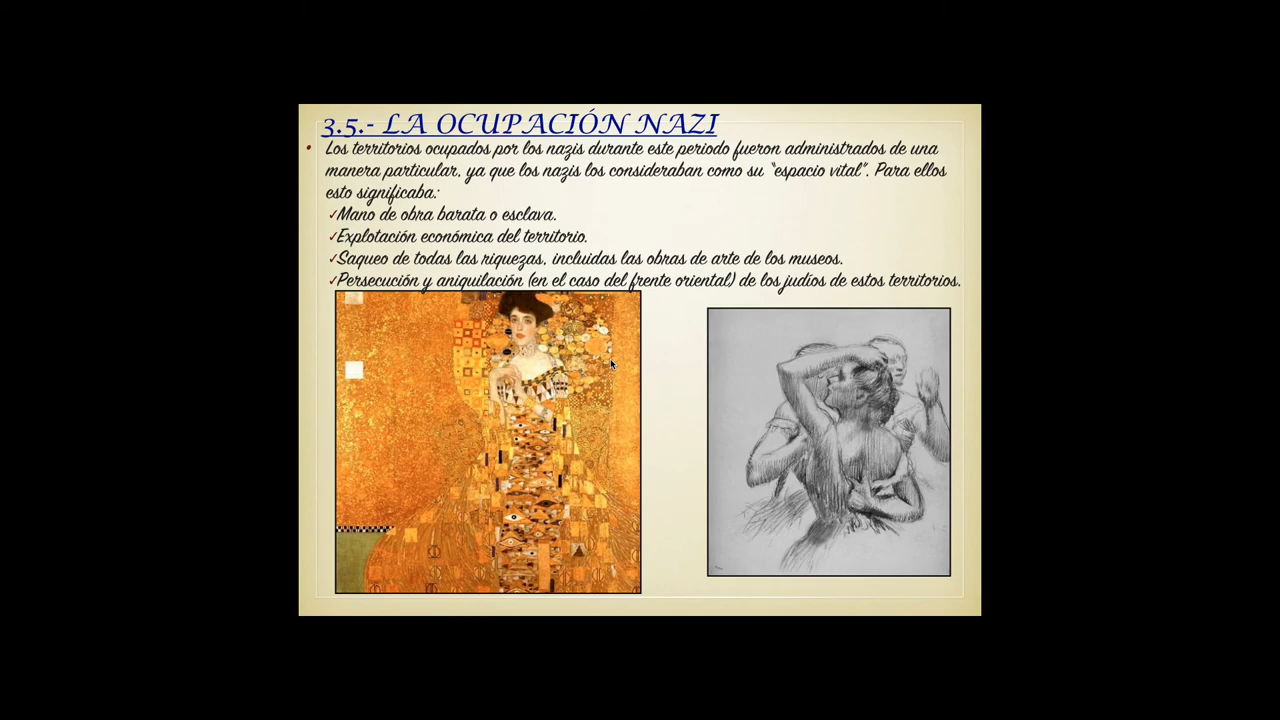 3.5.- LA OCUPACIÓN NAZI
• Los territorios ocupados por los nazis durante este periodo fueron administrados de una
manera particular, ya que los nazis los consideraban como su "espacio vital". Para ellos
esto significaba:
✓Mano de obra barata o esclava.
✓Explotación económica del territorio.
✓Saqueo de todas las riquezas, incluidas las obras de arte de los museos.
✓Persecución y aniquilación (en el caso del frente oriental) de los judíos de estos territorios.